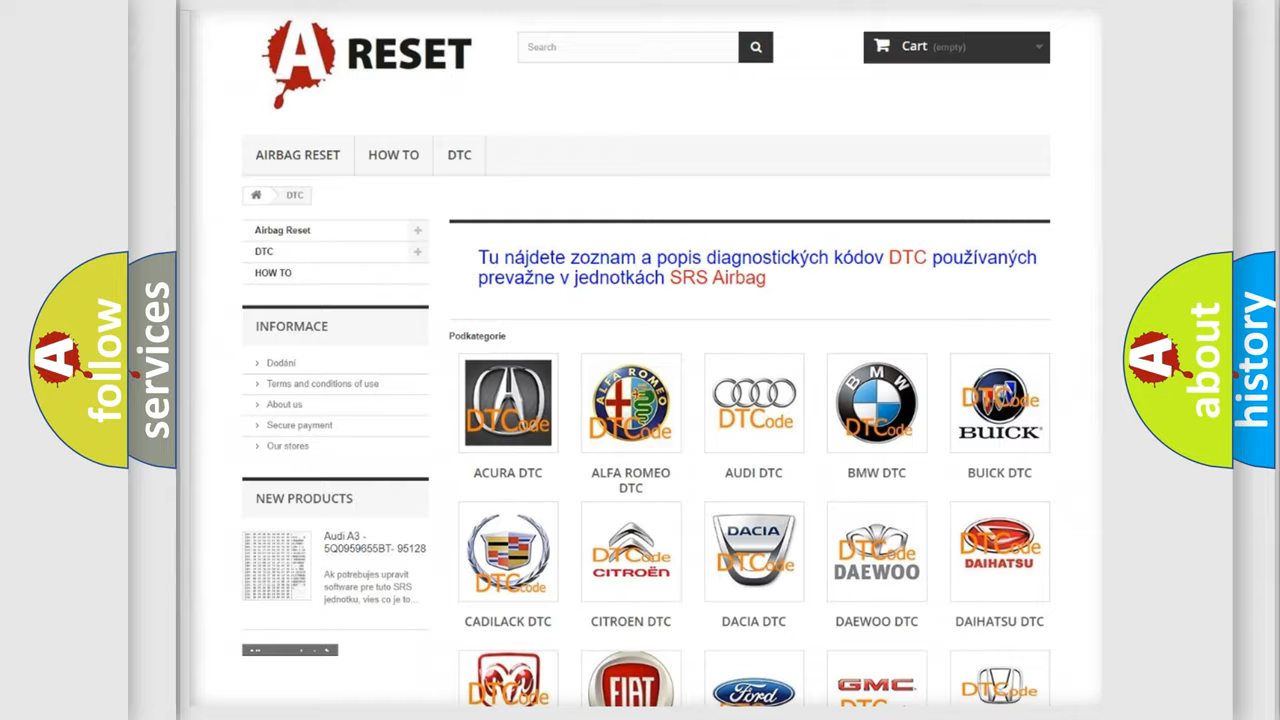 A RESET
Search
Cart (empty)
AIRBAG RESET
HOW TO
DTC
DTC
Airbag Reset
DTC
HOW TO
INFORMACE
Dodání
Terms and conditions of use
About us
Secure payment
Our stores
NEW PRODUCTS
Audi A3 -
5Q0959655BT- 95128
Ak potrebujes upravit
software pre tuto SRS
jednotku, vies co je to...
Tu nájdete zoznam a popis diagnostických kódov DTC používaných
prevažne v jednotkách SRS Airbag
Podkategorie
DTCode
ALFA ROMEO
DTCode
DTCode
BMW
DTCode
DTCode
BUICK
ACURA DTC
ALFA ROMEO
DTC
AUDI DTC
BMW DTC
BUICK DTC
DTCode
DTCode
CITROËN
DACIA
DTCode
DTCode
DAEWOO
DTCode
DAIHATSU
CADILACK DTC
CITROEN DTC
DACIA DTC
DAEWOO DTC
DAIHATSU DTC
DTCode
FIAT
Ford
GMC
DTCode
A follow
services
A about
history